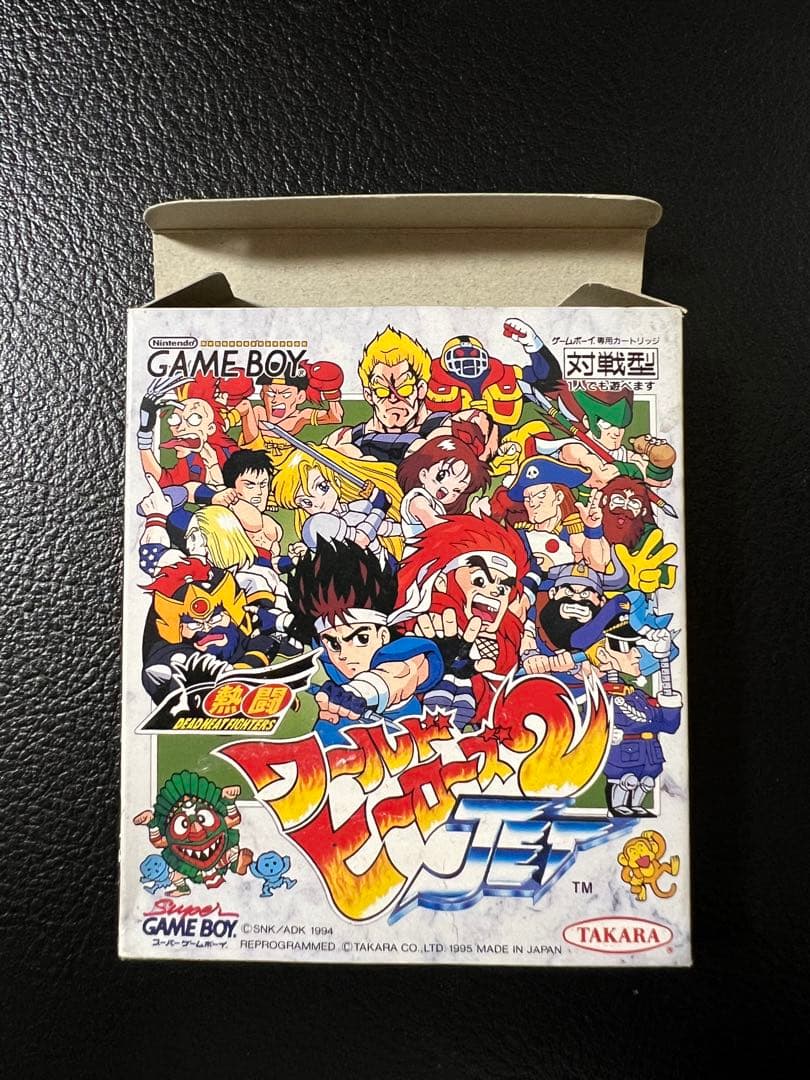 Nintendo
GAME BOY®
ゲームボーイ®専用カートリッジ
対戦型
1人でも遊べます
熱闘
DEAD HEAT FIGHTERS
ワールド
ヒーローズ2
JET
TM
Super
GAME BOY.
スーパーゲームボーイ.
©SNK/ADK 1994
REPROGRAMMED ©TAKARA CO.,LTD. 1995 MADE IN JAPAN
TAKARA®